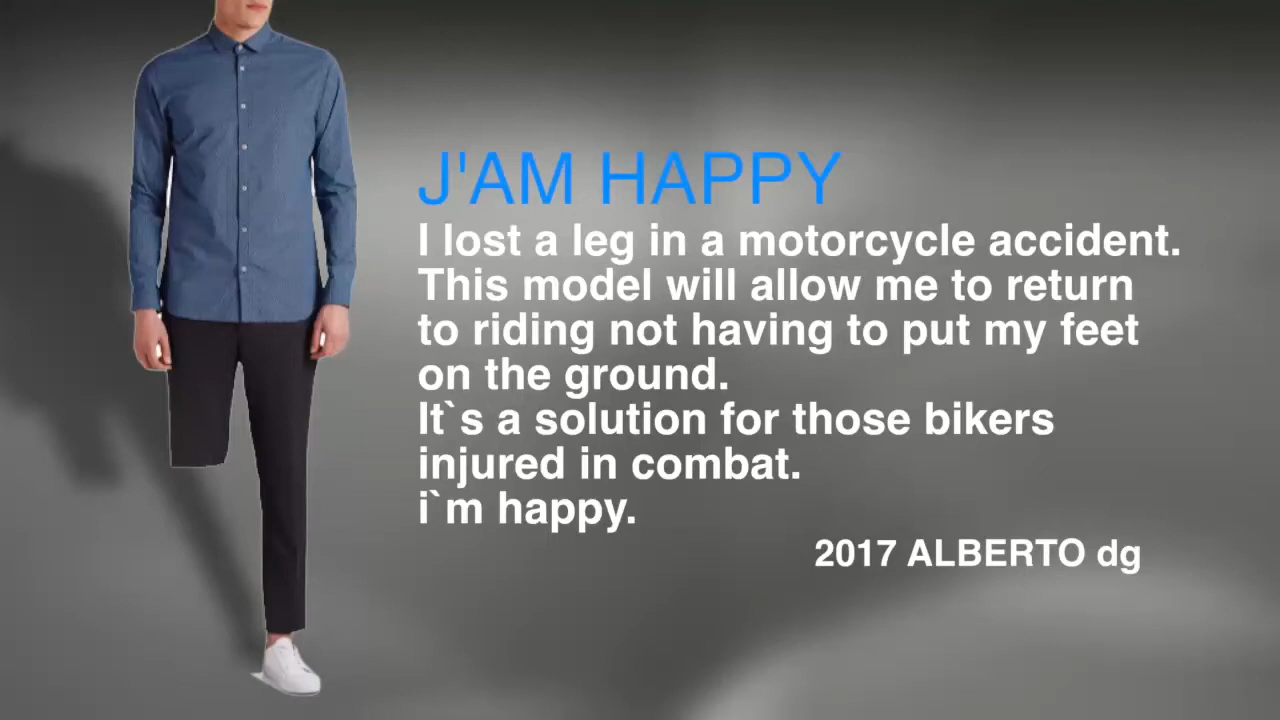 J'AM HAPPY
I lost a leg in a motorcycle accident.
This model will allow me to return
to riding not having to put my feet
on the ground.
It`s a solution for those bikers
injured in combat.
i`m happy.
2017 ALBERTO dg